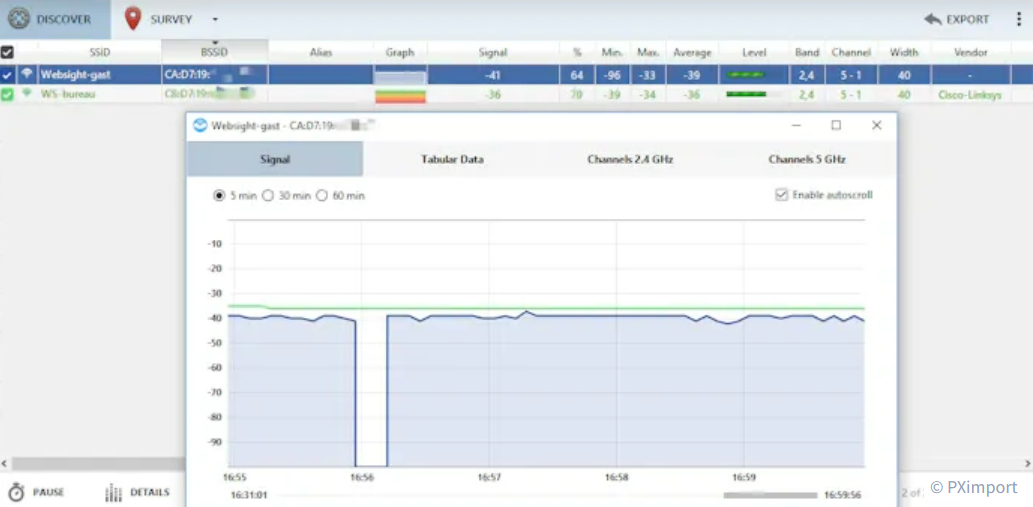 DISCOVER SURVEY EXPORT
SSID BSSID Alias Graph Signal % Min. Max. Average Level Band Channel Width Vendor
Websight-gast CA:D7:19: -41 64 -96 -33 -39 2,4 5 - 1 40 -
WS-bureau C8:D7:19: -36 70 -39 -34 -36 2,4 5 - 1 40 Cisco-Linksys
Websight-gast - CA:D7:19:
Signal Tabular Data Channels 2.4 GHz Channels 5 GHz
5 min 30 min 60 min Enable autoscroll
-10
-20
-30
-40
-50
-60
-70
-80
-90
16:55 16:56 16:57 16:58 16:59
16:31:01 16:59:56
PAUSE DETAILS 2 of
© PXimport